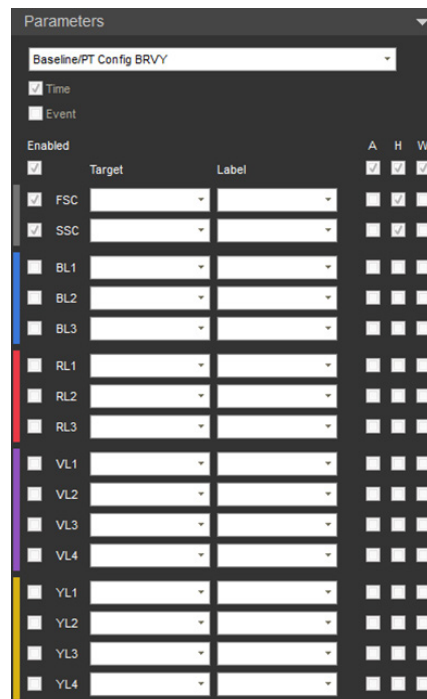 Parameters
Baseline/PT Config BRVY
Time
Event
Enabled A H W
Target Label
FSC
SSC
BL1
BL2
BL3
RL1
RL2
RL3
VL1
VL2
VL3
VL4
YL1
YL2
YL3
YL4